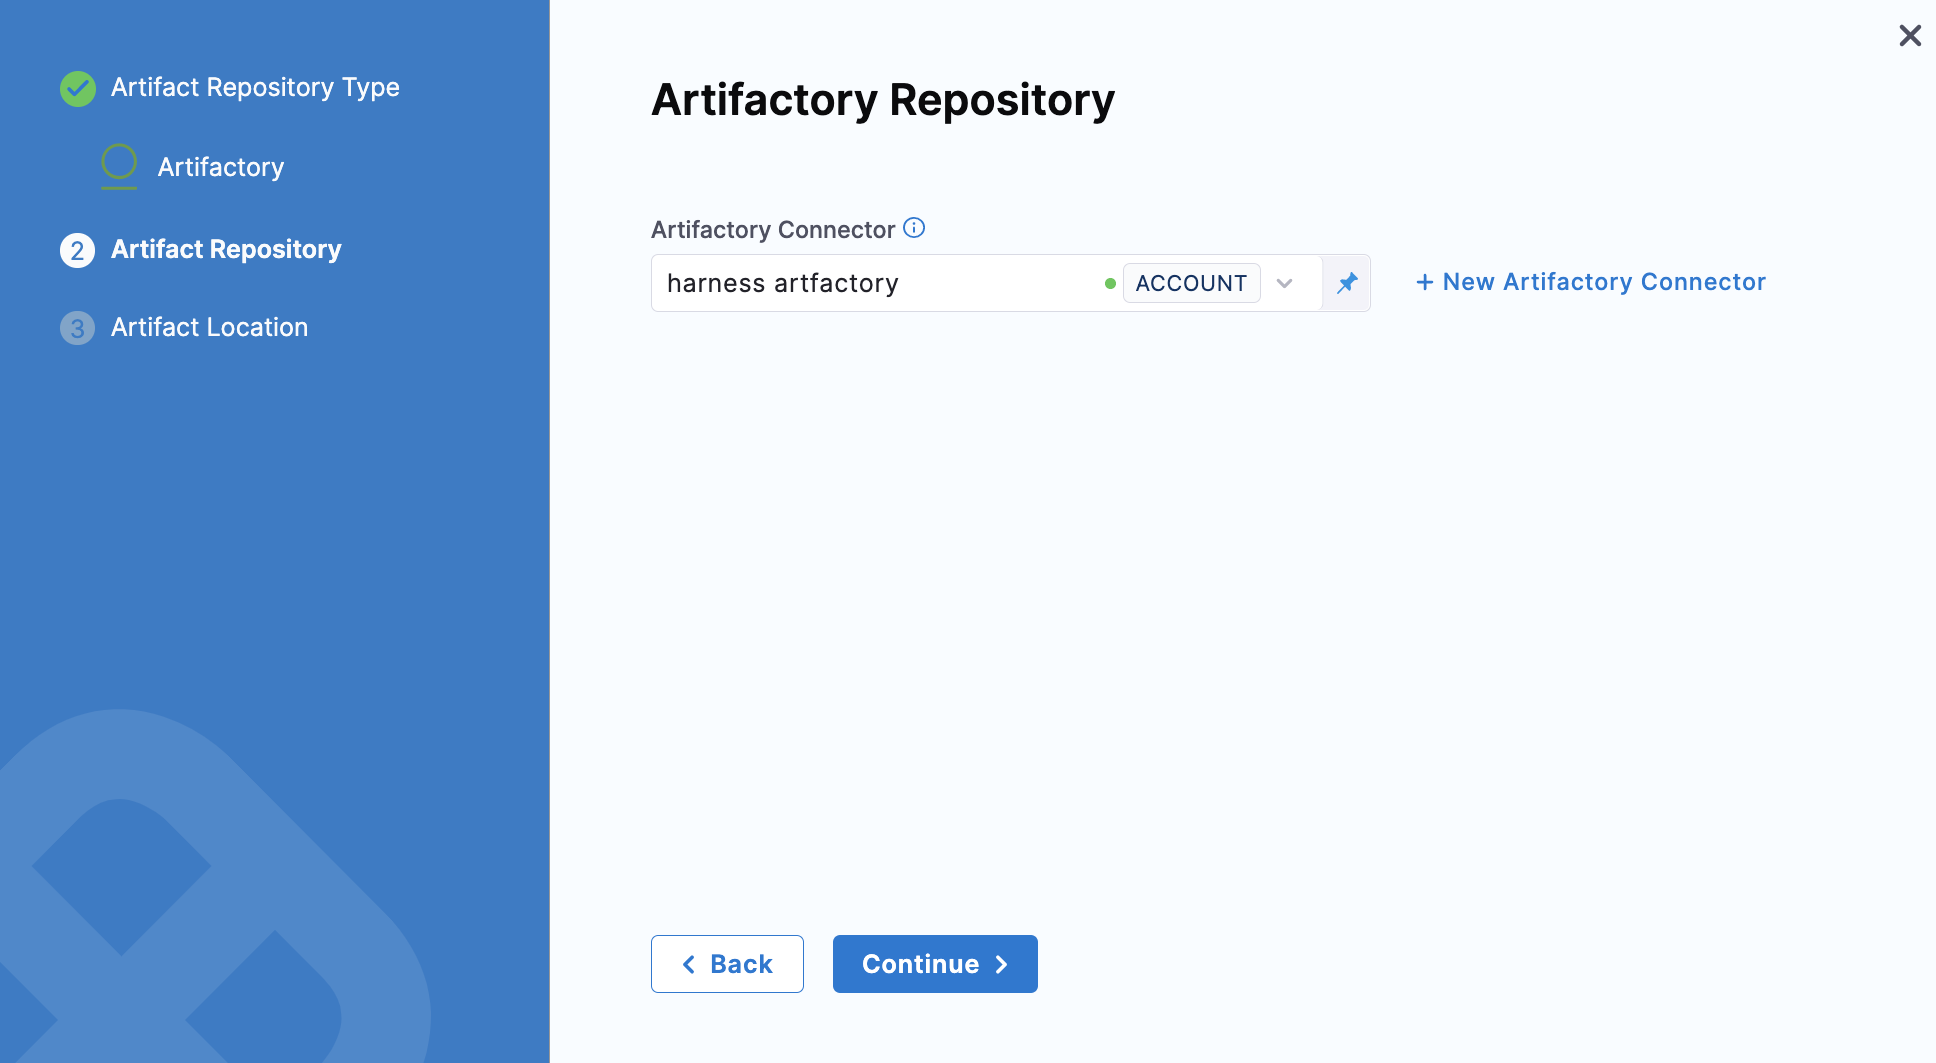 Artifact Repository Type
Artifactory
2 Artifact Repository
3 Artifact Location
Artifactory Repository
Artifactory Connector
harness artfactory ACCOUNT
+ New Artifactory Connector
Back
Continue